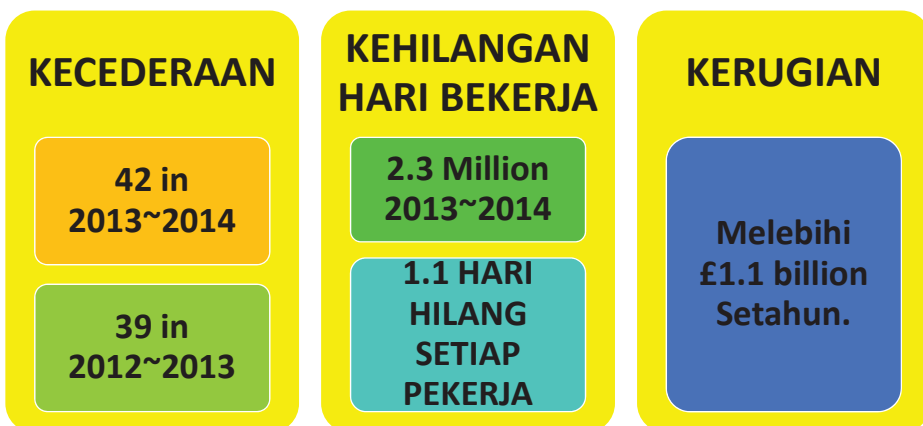 KECEDERAAN
42 in
2013~2014
39 in
2012~2013
KEHILANGAN
HARI BEKERJA
2.3 Million
2013~2014
1.1 HARI
HILANG
SETIAP
PEKERJA
KERUGIAN
Melebihi
£1.1 billion
Setahun.